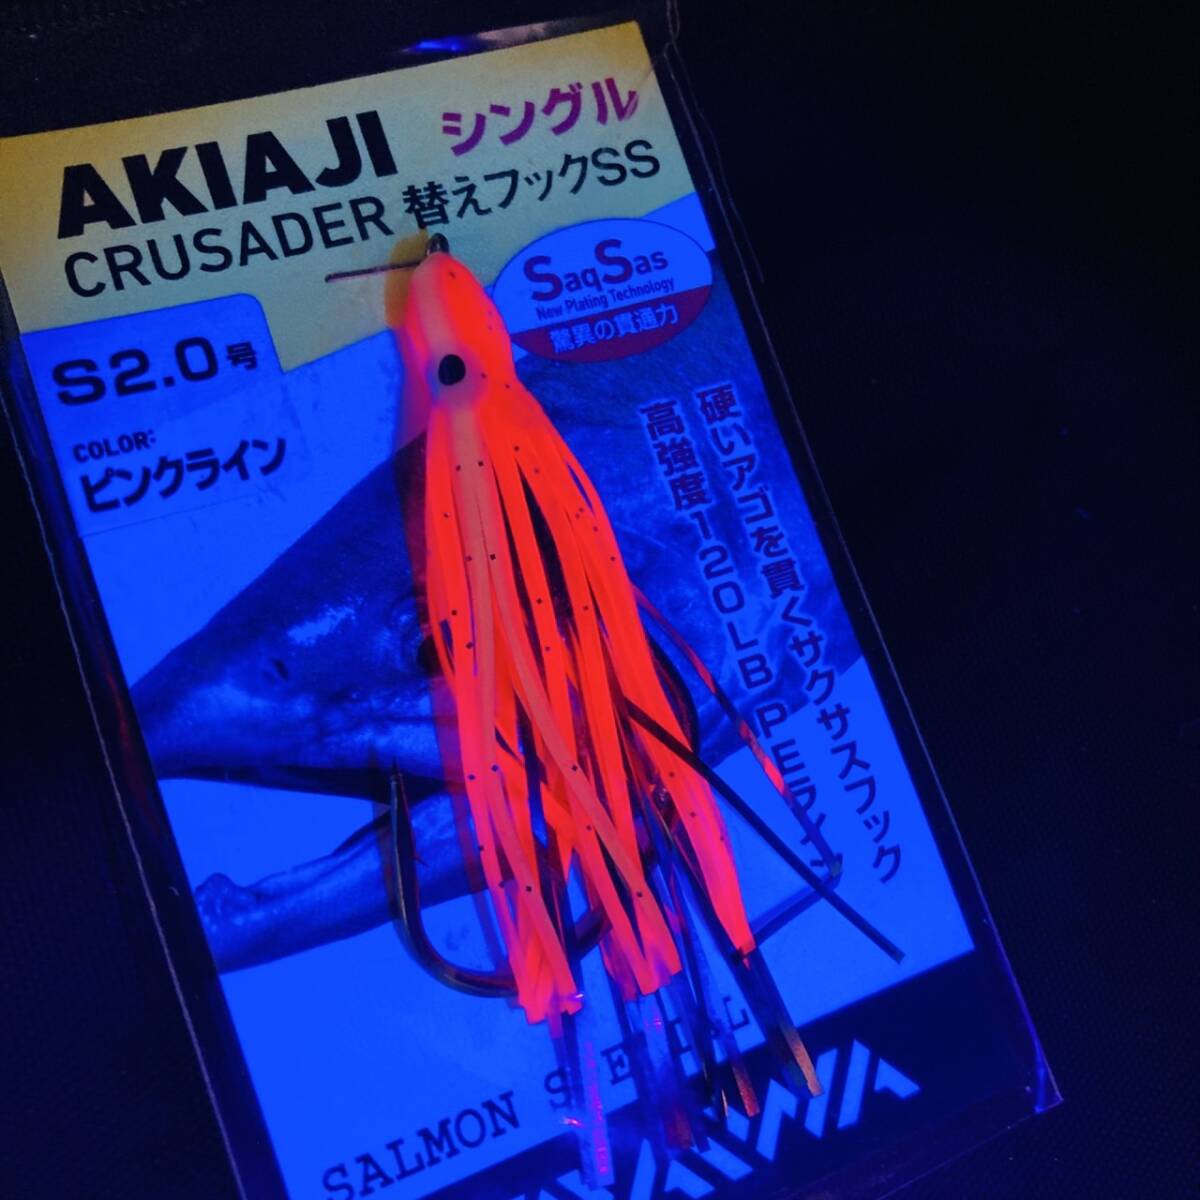 AKIAJI シングル
CRUSADER 替えフックSS
SaqSas
New Plating Technology
驚異の貫通力
S2.0号
COLOR:
ピンクライン
硬いアゴを貫くサクサスフック
高強度120LB PEライン
SALMON
DAIWA